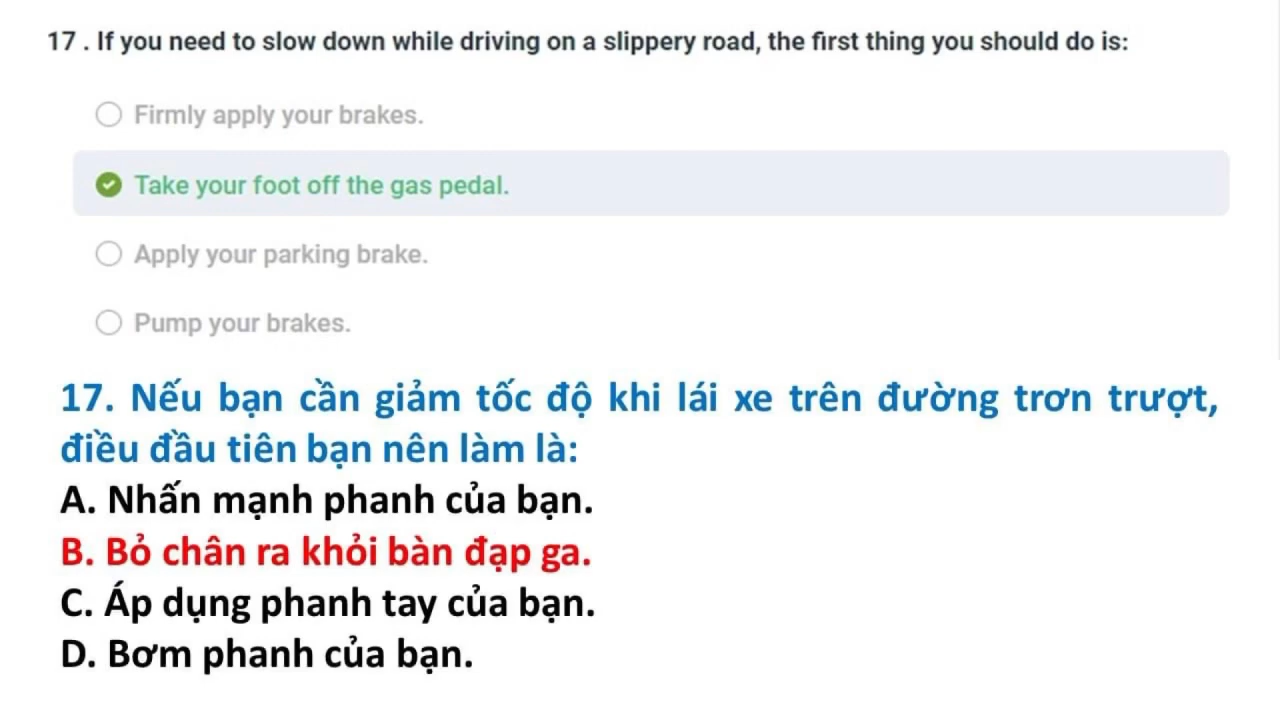 17 . If you need to slow down while driving on a slippery road, the first thing you should do is:
Firmly apply your brakes.
Take your foot off the gas pedal.
Apply your parking brake.
Pump your brakes.
17. Nếu bạn cần giảm tốc độ khi lái xe trên đường trơn trượt,
điều đầu tiên bạn nên làm là:
A. Nhấn mạnh phanh của bạn.
B. Bỏ chân ra khỏi bàn đạp ga.
C. Áp dụng phanh tay của bạn.
D. Bơm phanh của bạn.